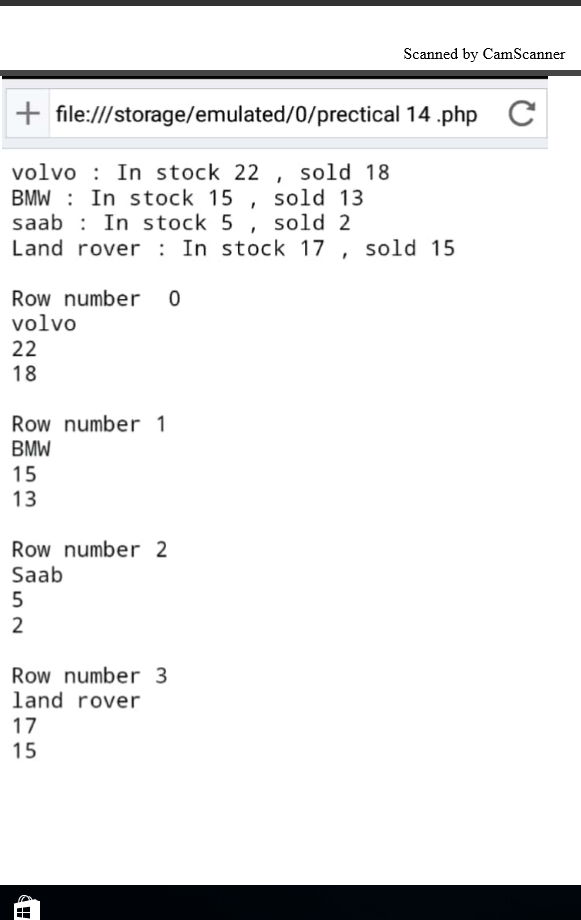 Scanned by CamScanner
file:///storage/emulated/0/prectical 14 .php
volvo : In stock 22 , sold 18
BMW : In stock 15 , sold 13
saab : In stock 5 , sold 2
Land rover : In stock 17 , sold 15
Row number 0
volvo
22
18
Row number 1
BMW
15
13
Row number 2
Saab
5
2
Row number 3
land rover
17
15